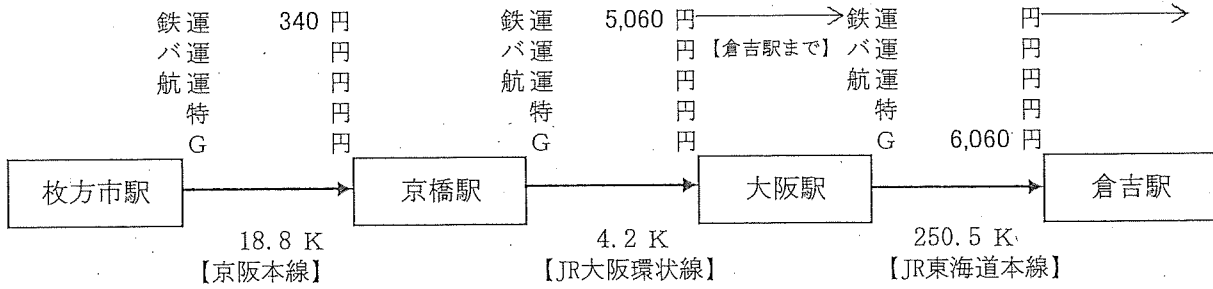 鉄運 340 円 鉄運 5,060 円 鉄運 円
バ運 円 バ運 円 【倉吉駅まで】 バ運 円
航運 円 航運 円 航運 円
特 円 特 円 特 円
G 円 G 円 G 6,060 円
枚方市駅 京橋駅 大阪駅 倉吉駅
18.8 K 4.2 K 250.5 K
【京阪本線】 【JR大阪環状線】 【JR東海道本線】